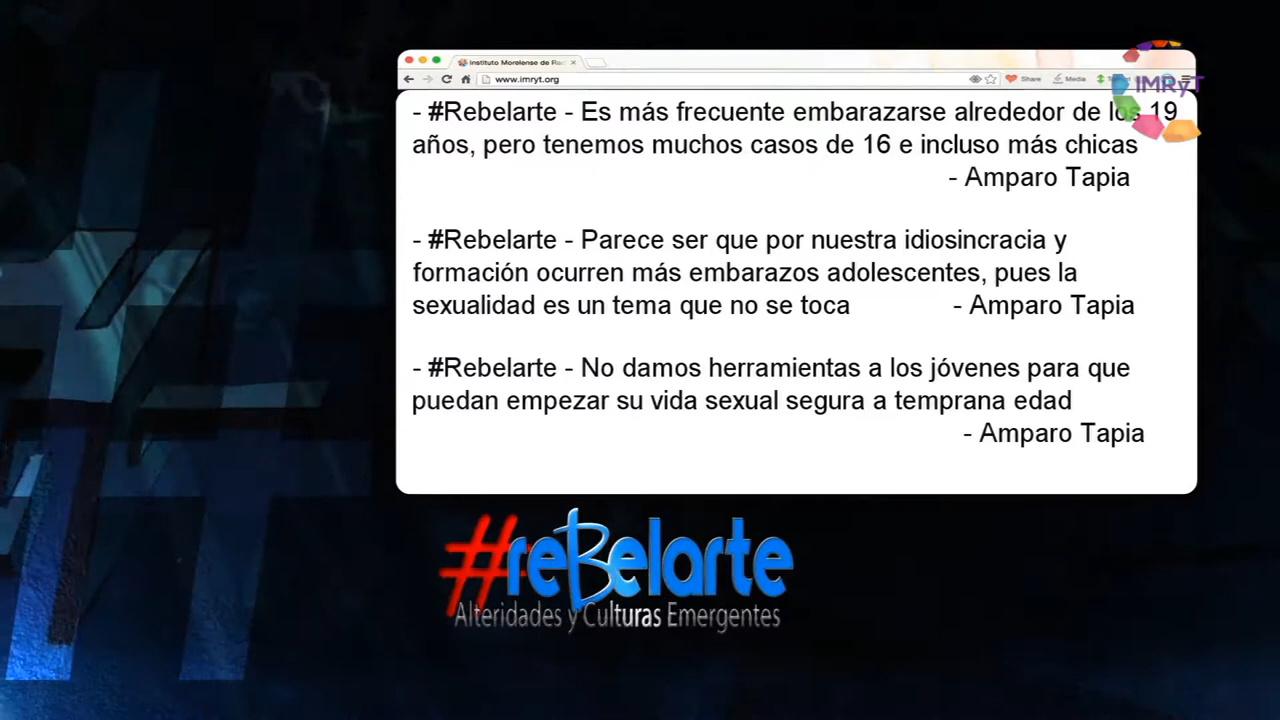 IMRyT
Instituto Morelense de Rad
www.imryt.org
Share
Media
- #Rebelarte - Es más frecuente embarazarse alrededor de los 19
años, pero tenemos muchos casos de 16 e incluso más chicas
- Amparo Tapia
- #Rebelarte - Parece ser que por nuestra idiosincracia y
formación ocurren más embarazos adolescentes, pues la
sexualidad es un tema que no se toca - Amparo Tapia
- #Rebelarte - No damos herramientas a los jóvenes para que
puedan empezar su vida sexual segura a temprana edad
- Amparo Tapia
#reBelarte
Alteridades y Culturas Emergentes